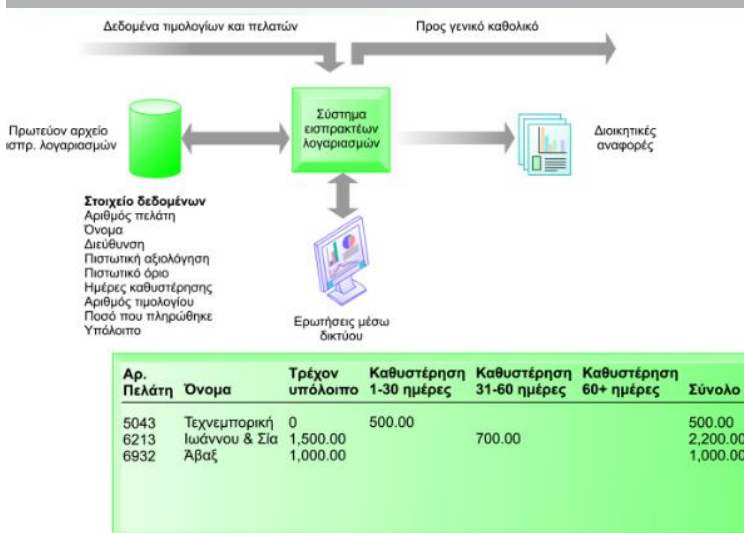 Δεδομένα τιμολογίων και πελατών
Προς γενικό καθολικό
Πρωτεύον αρχείο
ισπρ. λογαριασμών
Σύστημα
εισπρακτέων
λογαριασμών
Διοικητικές
αναφορές
Στοιχείο δεδομένων
Αριθμός πελάτη
Όνομα
Διεύθυνση
Πιστωτική αξιολόγηση
Πιστωτικό όριο
Ημέρες καθυστέρησης
Αριθμός τιμολογίου
Ποσό που πληρώθηκε
Υπόλοιπο
Ερωτήσεις μέσω
δικτύου
Αρ. Τρέχον Καθυστέρηση Καθυστέρηση Καθυστέρηση
Πελάτη Όνομα υπόλοιπο 1-30 ημέρες 31-60 ημέρες 60+ ημέρες Σύνολο
5043 Τεχνεμπορική 0 500.00 500.00
6213 Ιωάννου & Σία 1,500.00 700.00 2,200.00
6932 Άβαξ 1,000.00 1,000.00